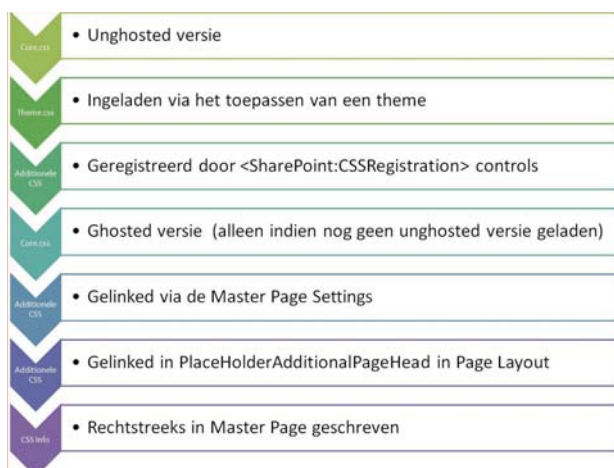 Core.css
• Unghosted versie
Theme.css
• Ingeladen via het toepassen van een theme
Additionele
CSS
• Geregistreerd door <SharePoint:CSSRegistration> controls
Core.css
• Ghosted versie (alleen indien nog geen unghosted versie geladen)
Additionele
CSS
• Gelinked via de Master Page Settings
Additionele
CSS
• Gelinked in PlaceHolderAdditionalPageHead in Page Layout
CSS Info
• Rechtstreeks in Master Page geschreven